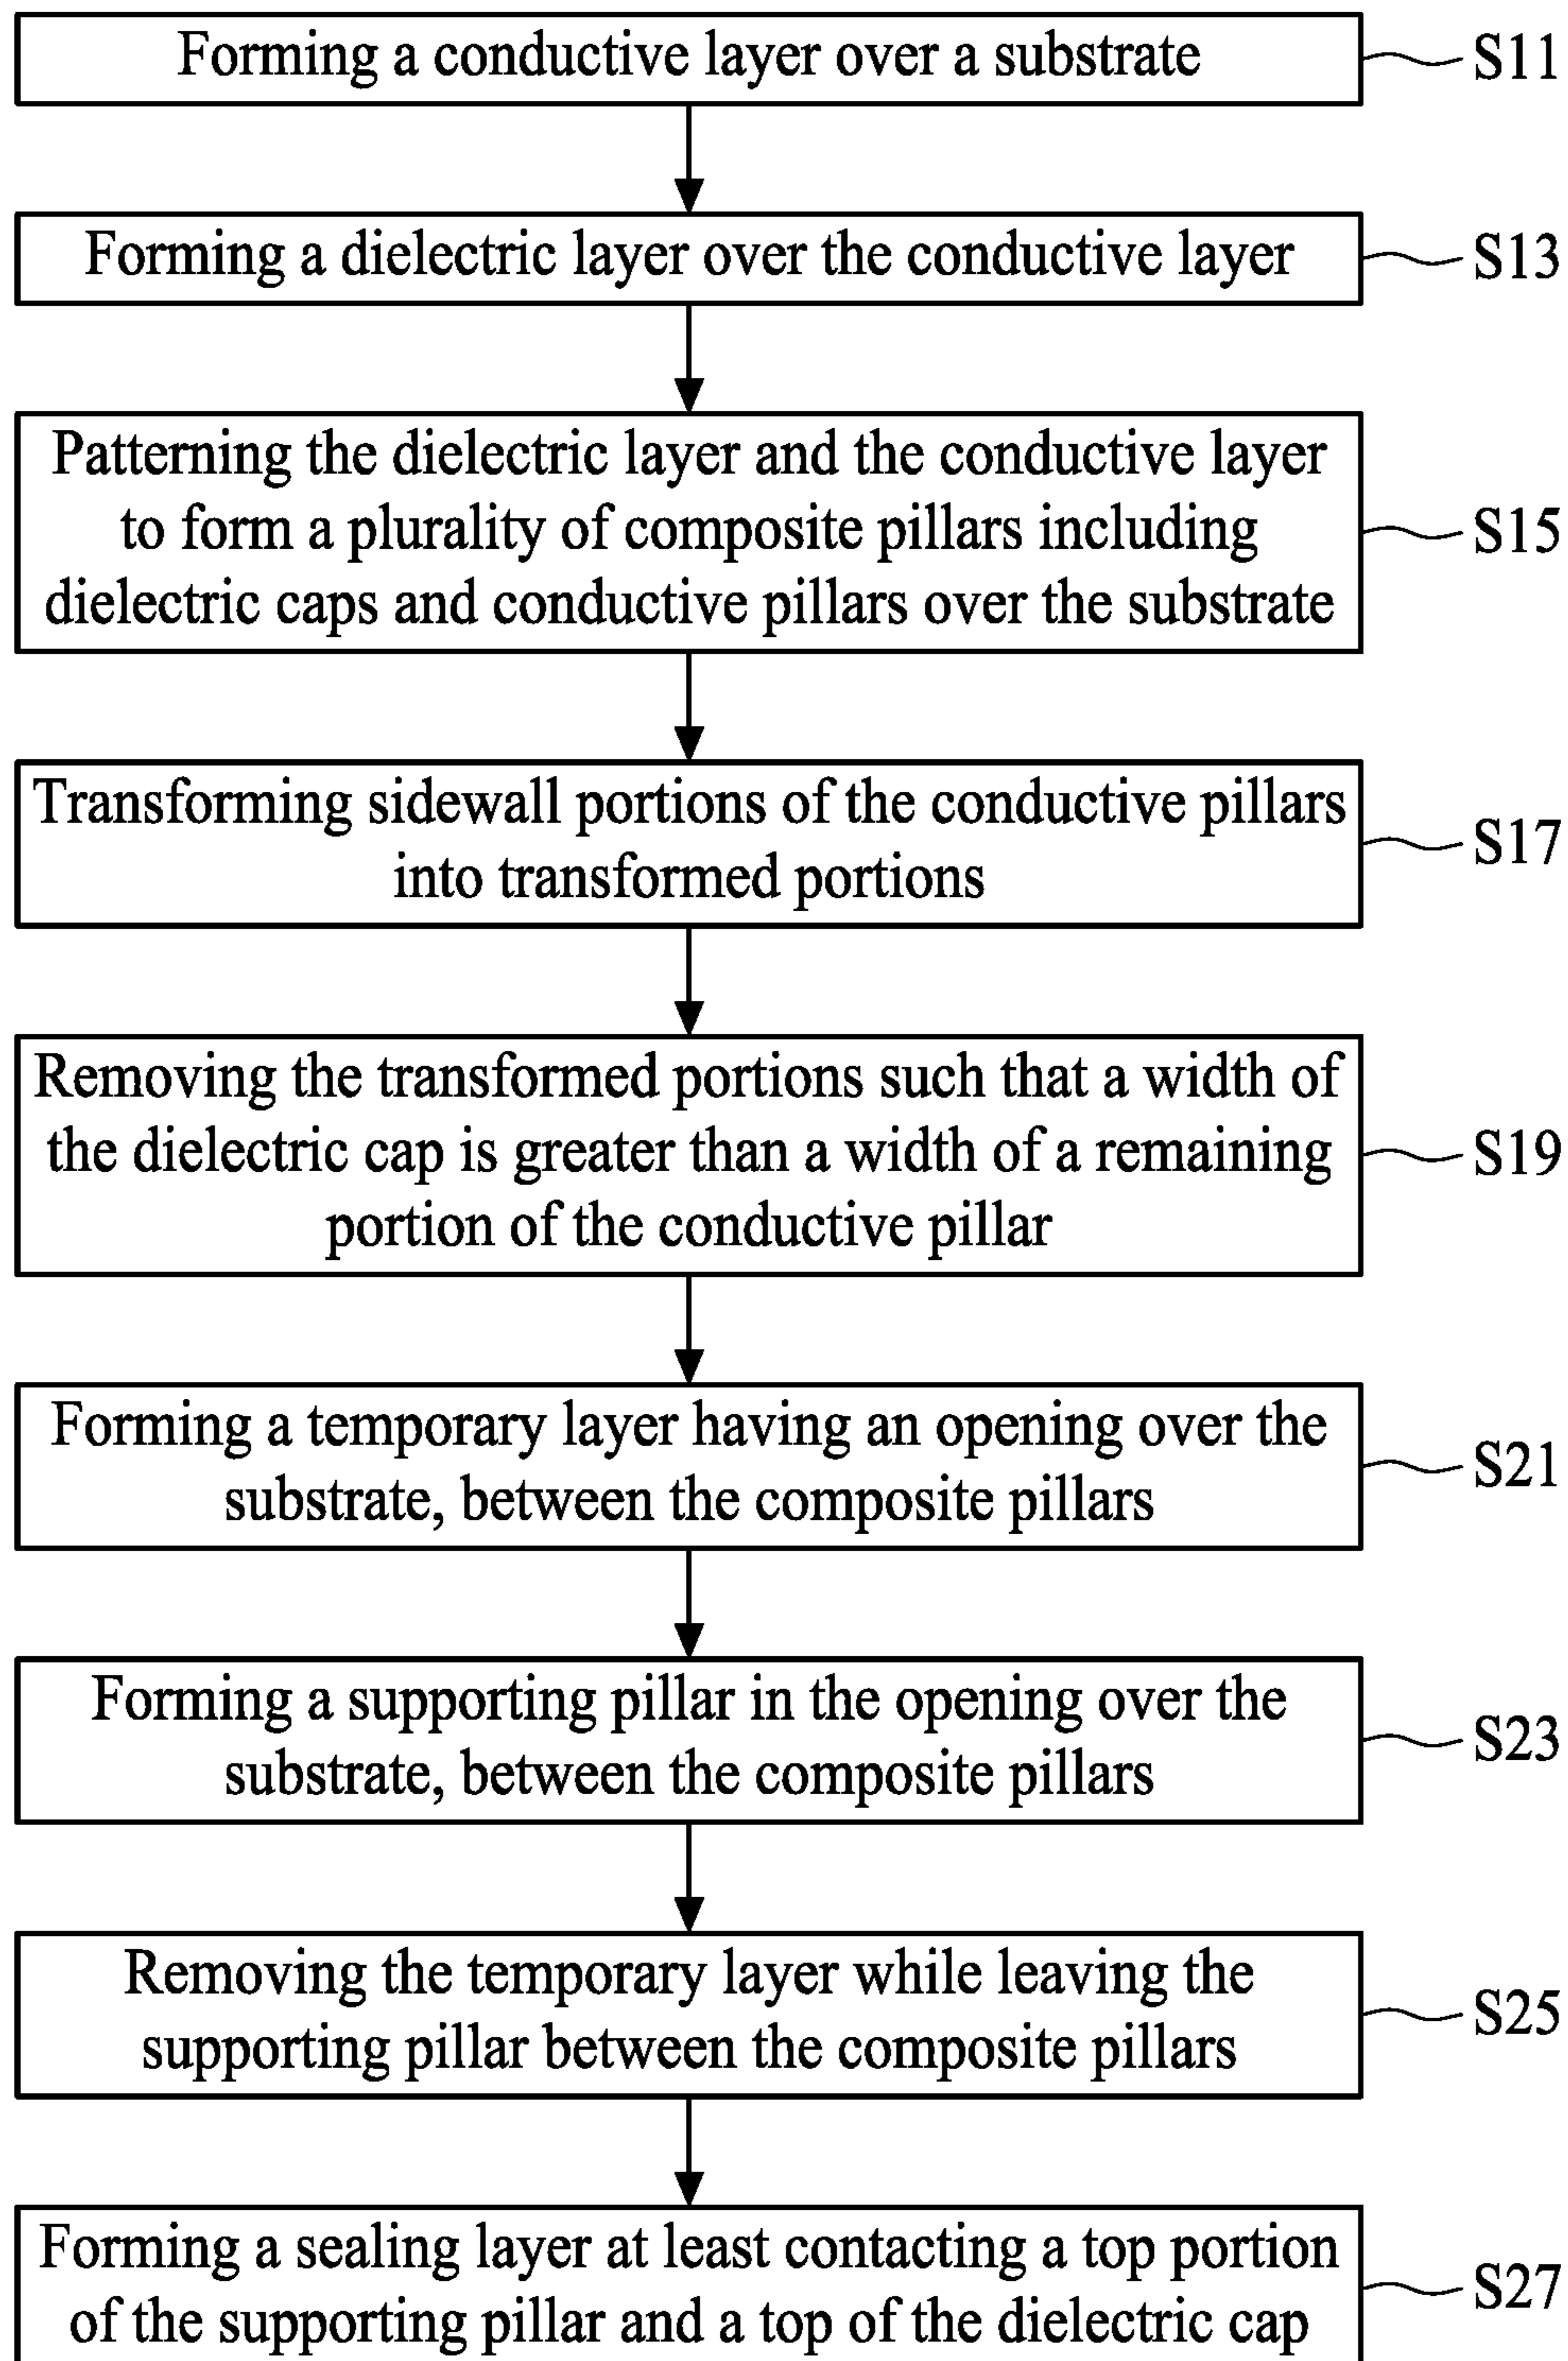 Forming a conductive layer over a substrate
S11
Forming a dielectric layer over the conductive layer
S13
Patterning the dielectric layer and the conductive layer
to form a plurality of composite pillars including
dielectric caps and conductive pillars over the substrate
S15
Transforming sidewall portions of the conductive pillars
into transformed portions
S17
Removing the transformed portions such that a width of
the dielectric cap is greater than a width of a remaining
portion of the conductive pillar
S19
Forming a temporary layer having an opening over the
substrate, between the composite pillars
S21
Forming a supporting pillar in the opening over the
substrate, between the composite pillars
S23
Removing the temporary layer while leaving the
supporting pillar between the composite pillars
S25
Forming a sealing layer at least contacting a top portion
of the supporting pillar and a top of the dielectric cap
S27